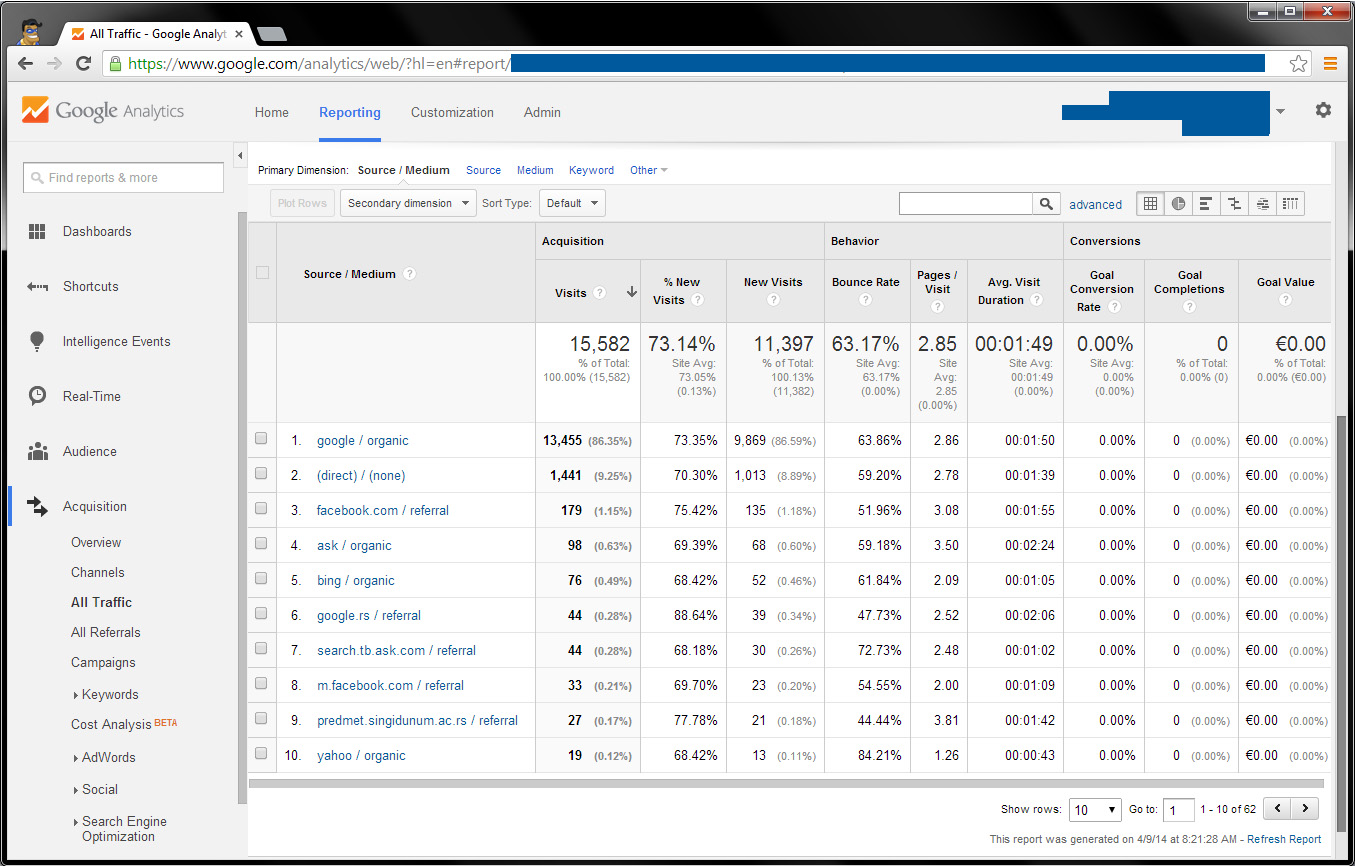 All Traffic - Google Analyt
https://www.google.com/analytics/web/?hl=en#report/
Google Analytics
Home Reporting Customization Admin
Find reports & more
Dashboards
Shortcuts
Intelligence Events
Real-Time
Audience
Acquisition
Overview
Channels
All Traffic
All Referrals
Campaigns
Keywords
Cost Analysis BETA
AdWords
Social
Search Engine
Optimization
Primary Dimension: Source / Medium Source Medium Keyword Other
Plot Rows Secondary dimension Sort Type: Default advanced
Source / Medium ?
Acquisition Behavior Conversions
Visits ? % New Visits ? New Visits ? Bounce Rate ? Pages / Visit ? Avg. Visit Duration ? Goal Conversion Rate ? Goal Completions ? Goal Value ?
15,582 73.14% 11,397 63.17% 2.85 00:01:49 0.00% 0 €0.00
% of Total: 100.00% (15,582) Site Avg: 73.05% (0.13%) % of Total: 100.13% (11,382) Site Avg: 63.17% (0.00%) Site Avg: 2.85 (0.00%) Site Avg: 00:01:49 (0.00%) Site Avg: 0.00% (0.00%) % of Total: 0.00% (0) % of Total: 0.00% (€0.00)
1. google / organic 13,455 (86.35%) 73.35% 9,869 (86.59%) 63.86% 2.86 00:01:50 0.00% 0 (0.00%) €0.00 (0.00%)
2. (direct) / (none) 1,441 (9.25%) 70.30% 1,013 (8.89%) 59.20% 2.78 00:01:39 0.00% 0 (0.00%) €0.00 (0.00%)
3. facebook.com / referral 179 (1.15%) 75.42% 135 (1.18%) 51.96% 3.08 00:01:55 0.00% 0 (0.00%) €0.00 (0.00%)
4. ask / organic 98 (0.63%) 69.39% 68 (0.60%) 59.18% 3.50 00:02:24 0.00% 0 (0.00%) €0.00 (0.00%)
5. bing / organic 76 (0.49%) 68.42% 52 (0.46%) 61.84% 2.09 00:01:05 0.00% 0 (0.00%) €0.00 (0.00%)
6. google.rs / referral 44 (0.28%) 88.64% 39 (0.34%) 47.73% 2.52 00:02:06 0.00% 0 (0.00%) €0.00 (0.00%)
7. search.tb.ask.com / referral 44 (0.28%) 68.18% 30 (0.26%) 72.73% 2.48 00:01:02 0.00% 0 (0.00%) €0.00 (0.00%)
8. m.facebook.com / referral 33 (0.21%) 69.70% 23 (0.20%) 54.55% 2.00 00:01:09 0.00% 0 (0.00%) €0.00 (0.00%)
9. predmet.singidunum.ac.rs / referral 27 (0.17%) 77.78% 21 (0.18%) 44.44% 3.81 00:01:42 0.00% 0 (0.00%) €0.00 (0.00%)
10. yahoo / organic 19 (0.12%) 68.42% 13 (0.11%) 84.21% 1.26 00:00:43 0.00% 0 (0.00%) €0.00 (0.00%)
Show rows: 10 Go to: 1 1 - 10 of 62
This report was generated on 4/9/14 at 8:21:28 AM - Refresh Report